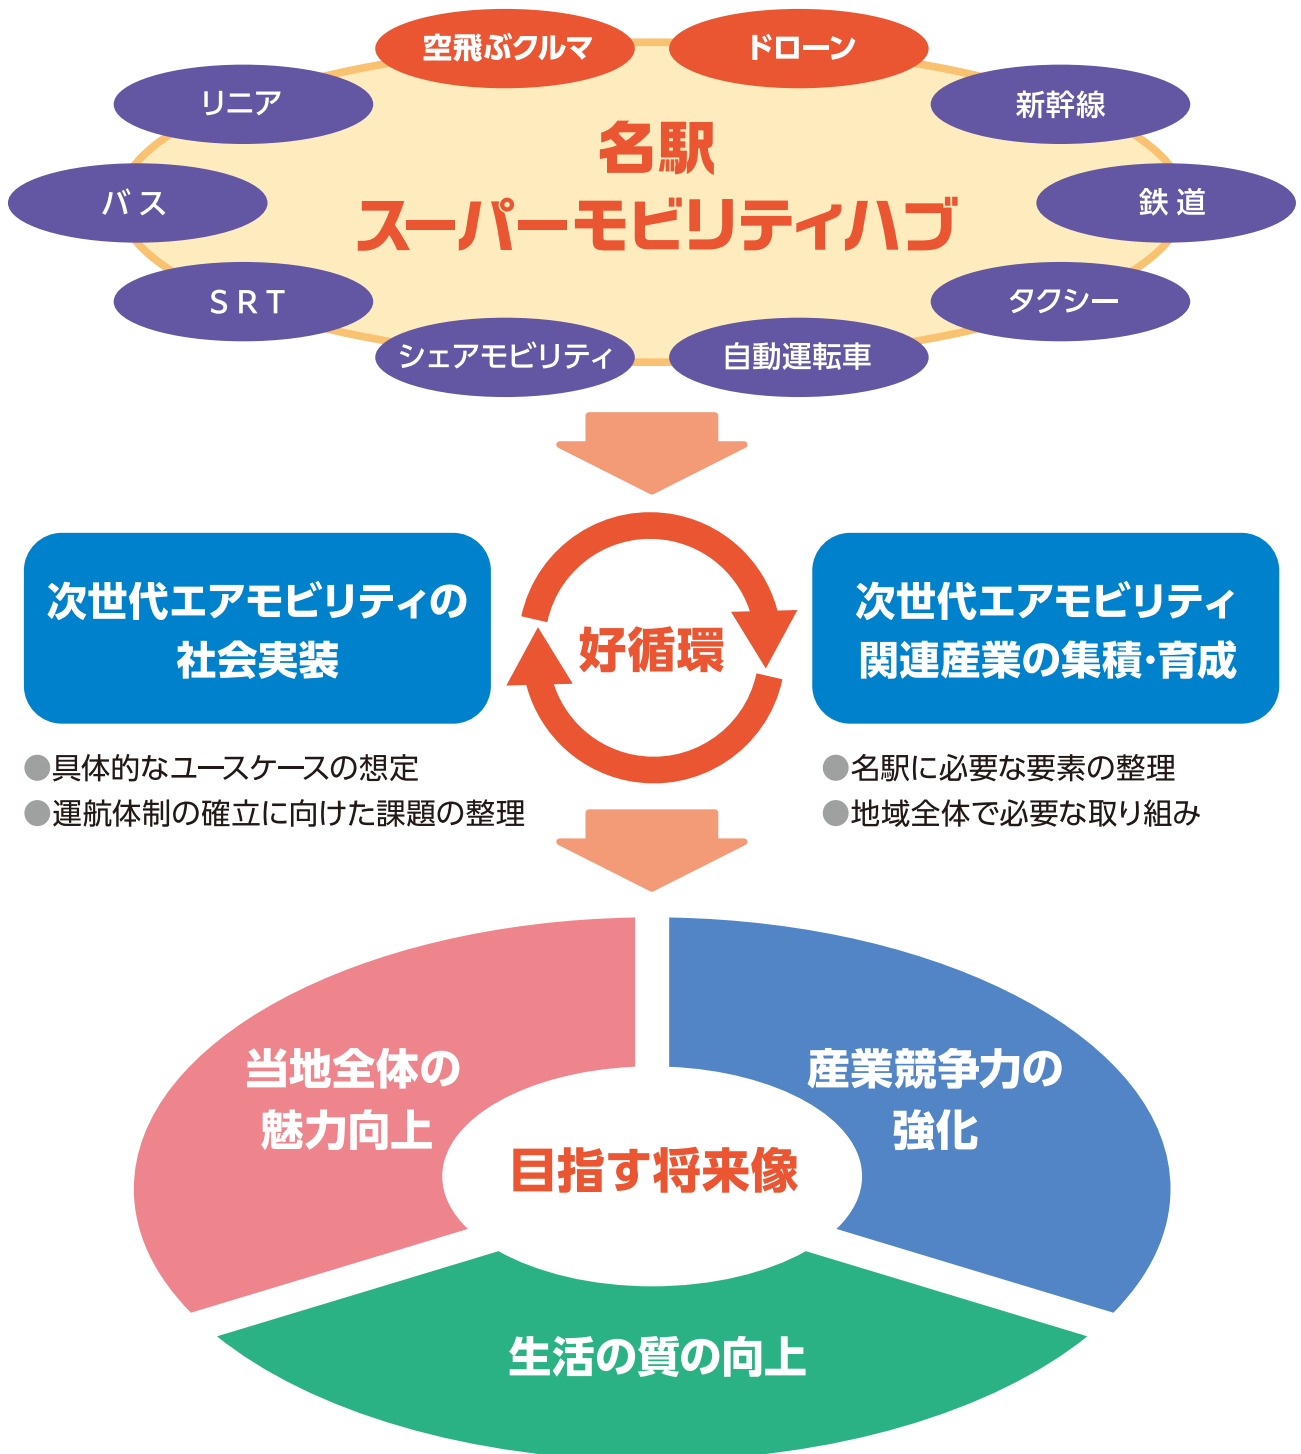 空飛ぶクルマ
ドローン
リニア
新幹線
名駅
スーパーモビリティハブ
バス
鉄道
SRT
タクシー
シェアモビリティ
自動運転車
次世代エアモビリティの
社会実装
好循環
次世代エアモビリティ
関連産業の集積・育成
●具体的なユースケースの想定
●運航体制の確立に向けた課題の整理
●名駅に必要な要素の整理
●地域全体で必要な取り組み
当地全体の
魅力向上
産業競争力の
強化
目指す将来像
生活の質の向上